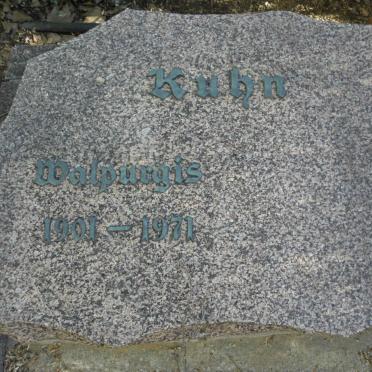 Kuhn
Walpurgis
1901 – 1971